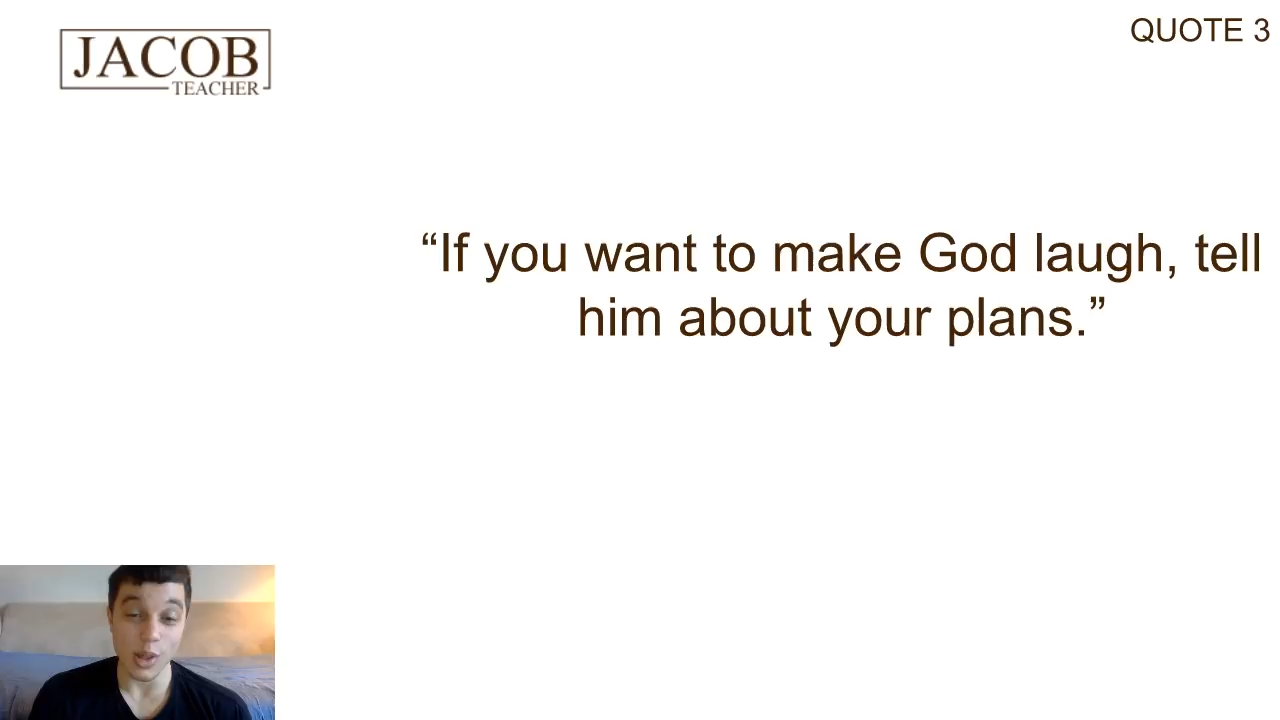 JACOB
TEACHER
QUOTE 3
“If you want to make God laugh, tell
him about your plans.”